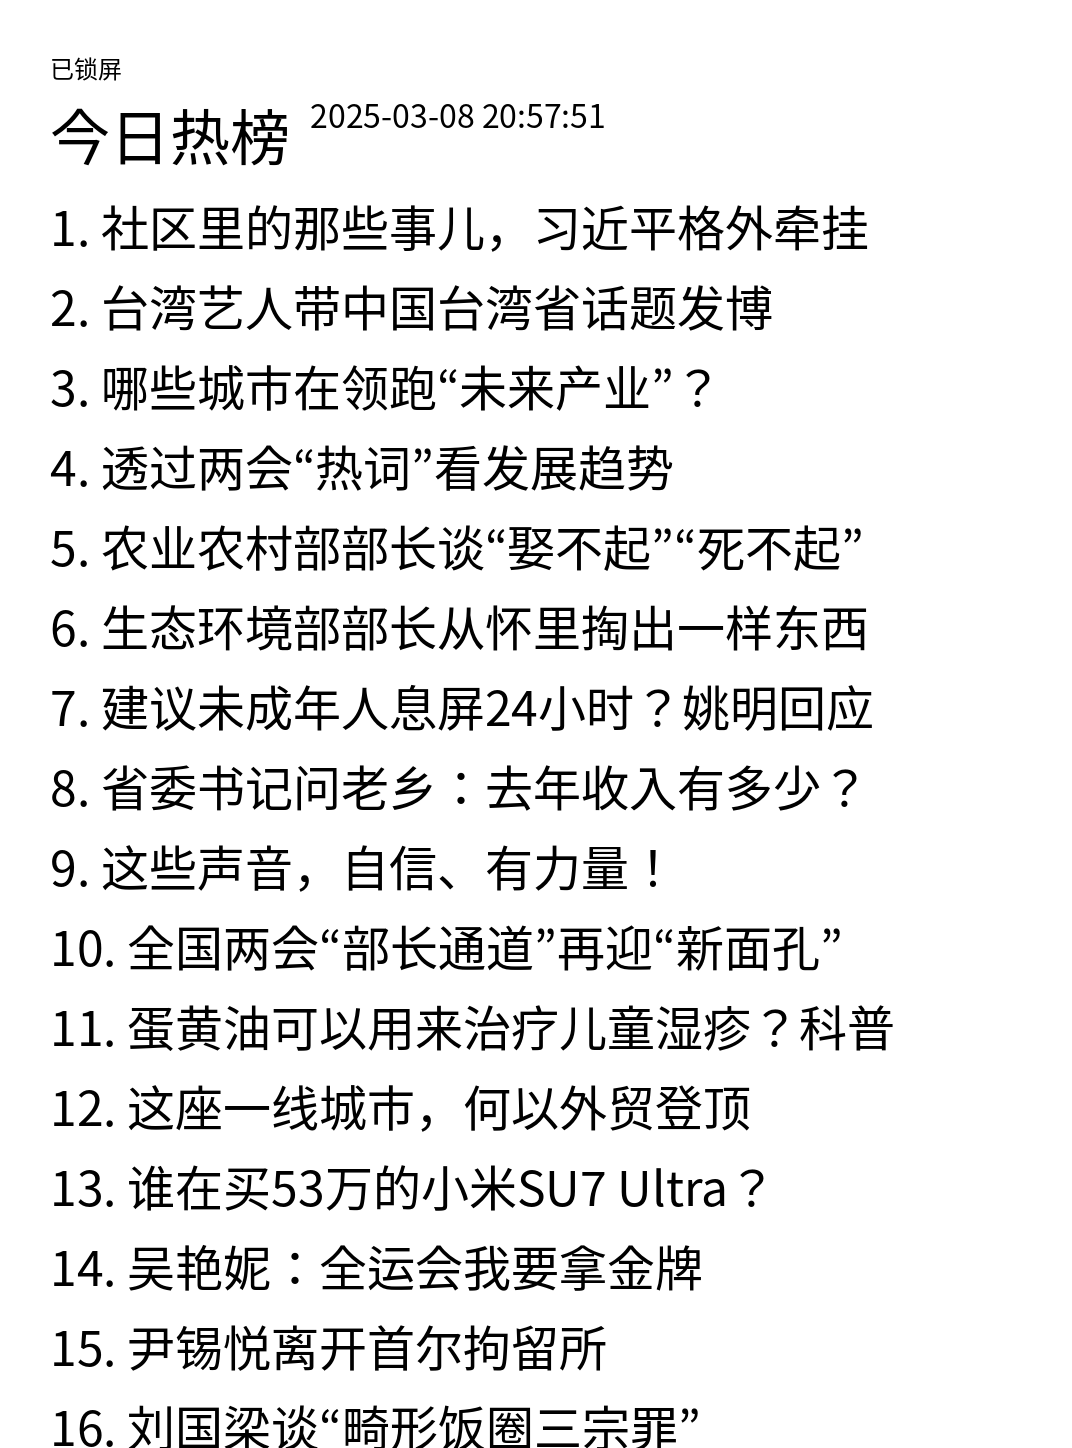 已锁屏
今日热榜 2025-03-08 20:57:51
1. 社区里的那些事儿，习近平格外牵挂
2. 台湾艺人带中国台湾省话题发博
3. 哪些城市在领跑“未来产业”？
4. 透过两会“热词”看发展趋势
5. 农业农村部部长谈“娶不起”“死不起”
6. 生态环境部部长从怀里掏出一样东西
7. 建议未成年人息屏24小时？姚明回应
8. 省委书记问老乡：去年收入有多少？
9. 这些声音，自信、有力量！
10. 全国两会“部长通道”再迎“新面孔”
11. 蛋黄油可以用来治疗儿童湿疹？科普
12. 这座一线城市，何以外贸登顶
13. 谁在买53万的小米SU7 Ultra？
14. 吴艳妮：全运会我要拿金牌
15. 尹锡悦离开首尔拘留所
16. 刘国梁谈“畸形饭圈三宗罪”